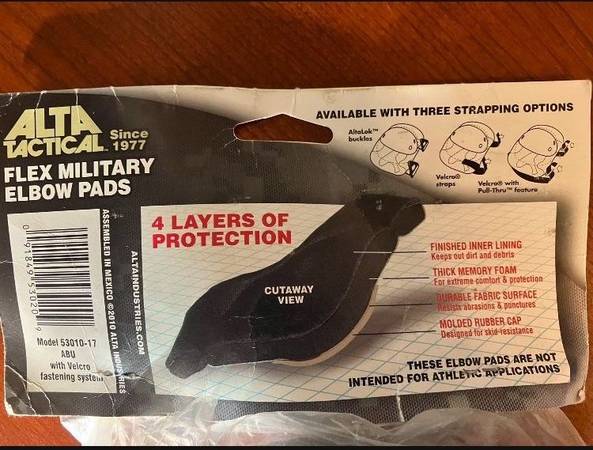 ALTA
TACTICAL
Since
1977
FLEX MILITARY
ELBOW PADS
AVAILABLE WITH THREE STRAPPING OPTIONS
AltaLok™
buckles
Velcro®
straps
Velcro® with
Pull-Thru™ feature
4 LAYERS OF
PROTECTION
CUTAWAY
VIEW
FINISHED INNER LINING
Keeps out dirt and debris
THICK MEMORY FOAM
For extreme comfort & protection
DURABLE FABRIC SURFACE
Resists abrasions & punctures
MOLDED RUBBER CAP
Designed for skid-resistance
THESE ELBOW PADS ARE NOT
INTENDED FOR ATHLETIC APPLICATIONS
ALTAINDUSTRIES.COM
ASSEMBLED IN MEXICO ©2010 ALTA INDUSTRIES
Model 53010-17
ABU
with Velcro
fastening system